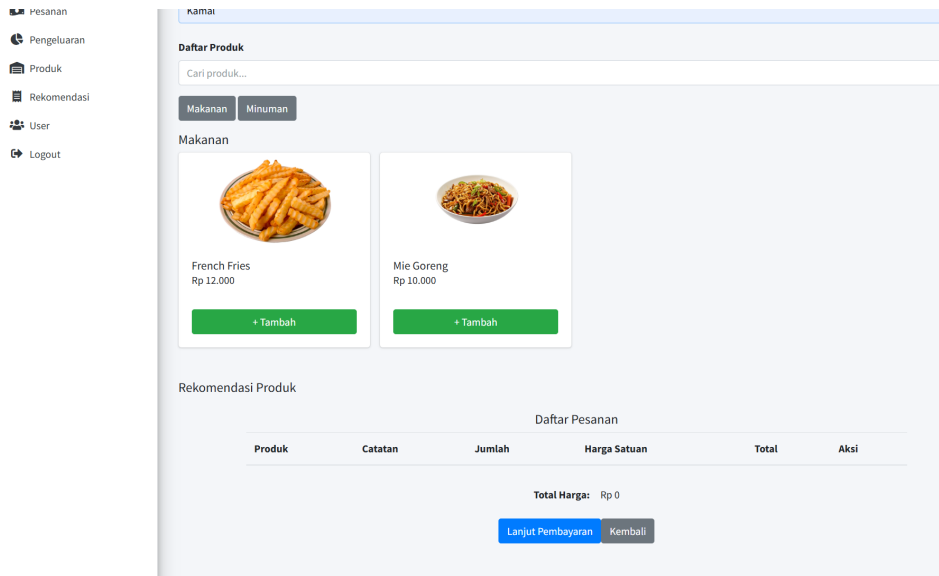 Pesanan
Pengeluaran
Produk
Rekomendasi
User
Logout
Kamal
Daftar Produk
Cari produk...
Makanan Minuman
Makanan
French Fries
Rp 12.000
+ Tambah
Mie Goreng
Rp 10.000
+ Tambah
Rekomendasi Produk
Daftar Pesanan
Produk Catatan Jumlah Harga Satuan Total Aksi
Total Harga: Rp 0
Lanjut Pembayaran Kembali